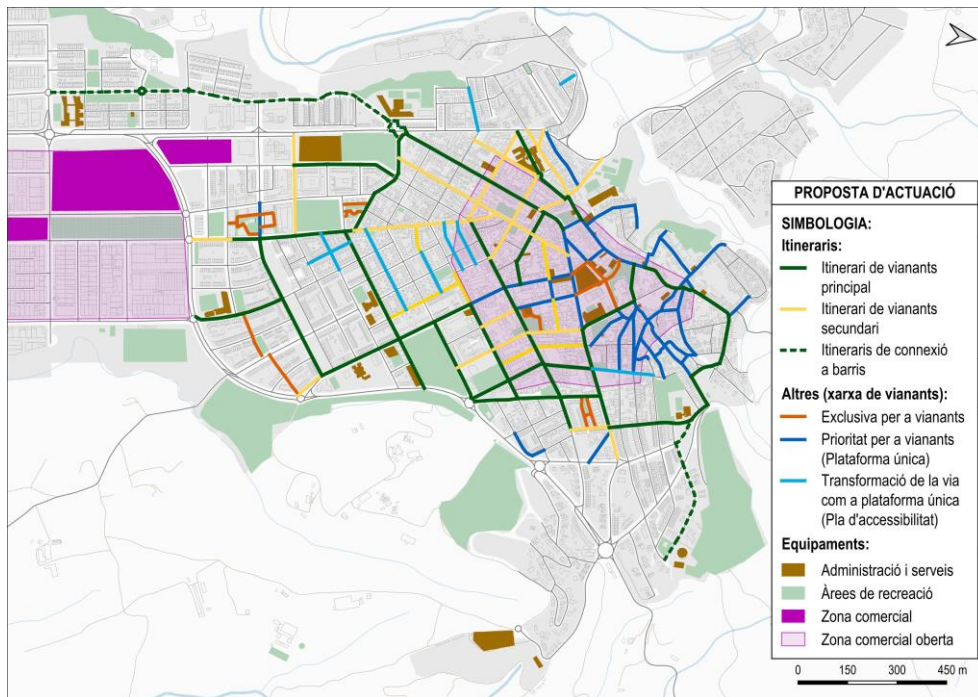 PROPOSTA D'ACTUACIÓ
SIMBOLOGIA:
Itineraris:
Itinerari de vianants
principal
Itinerari de vianants
secundari
Itineraris de connexió
a barris
Altres (xarxa de vianants):
Exclusiva per a vianants
Prioritat per a vianants
(Plataforma única)
Transformació de la via
com a plataforma única
(Pla d'accessibilitat)
Equipaments:
Administració i serveis
Àrees de recreació
Zona comercial
Zona comercial oberta
0 150 300 450 m